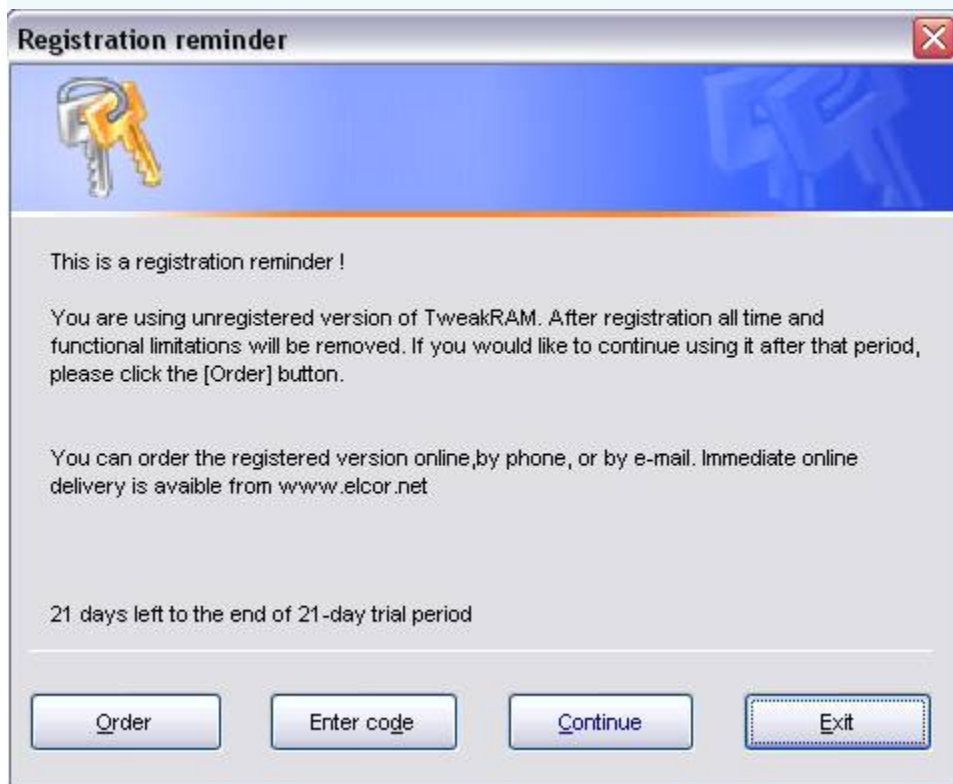 Registration reminder
This is a registration reminder !
You are using unregistered version of TweakRAM. After registration all time and
functional limitations will be removed. If you would like to continue using it after that period,
please click the [Order] button.
You can order the registered version online,by phone, or by e-mail. Immediate online
delivery is avaible from www.elcor.net
21 days left to the end of 21-day trial period
Order
Enter code
Continue
Exit